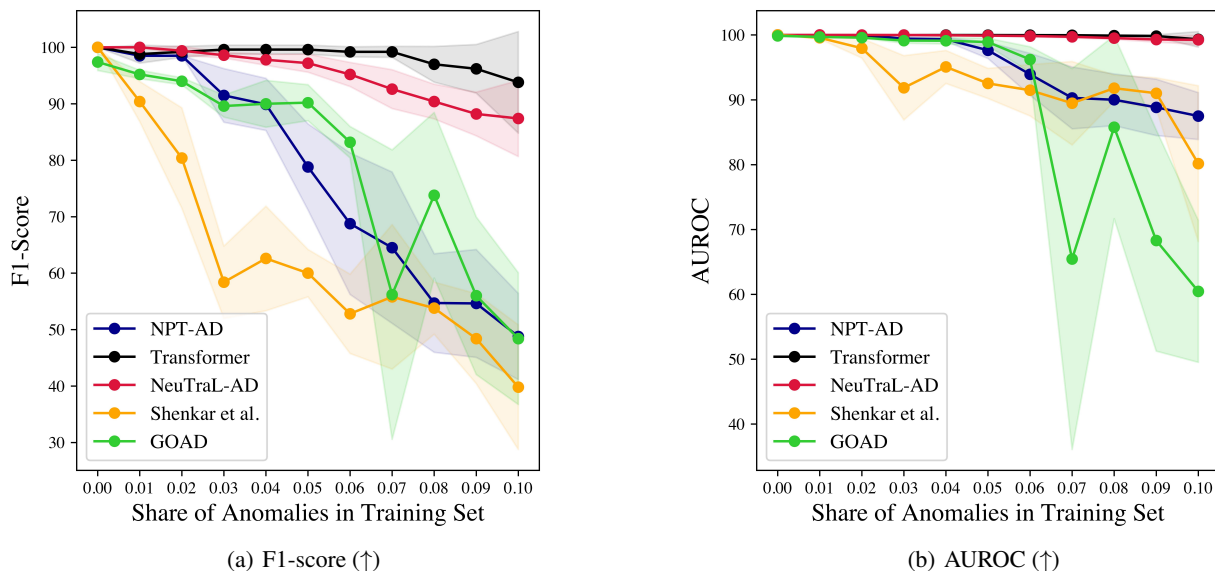 100
90
80
70
60
50
40
30
F1-Score
NPT-AD
Transformer
NeuTraL-AD
Shenkar et al.
GOAD
0.00 0.01 0.02 0.03 0.04 0.05 0.06 0.07 0.08 0.09 0.10
Share of Anomalies in Training Set
(a) F1-score (↑)
100
90
80
70
60
50
40
AUROC
NPT-AD
Transformer
NeuTraL-AD
Shenkar et al.
GOAD
0.00 0.01 0.02 0.03 0.04 0.05 0.06 0.07 0.08 0.09 0.10
Share of Anomalies in Training Set
(b) AUROC (↑)